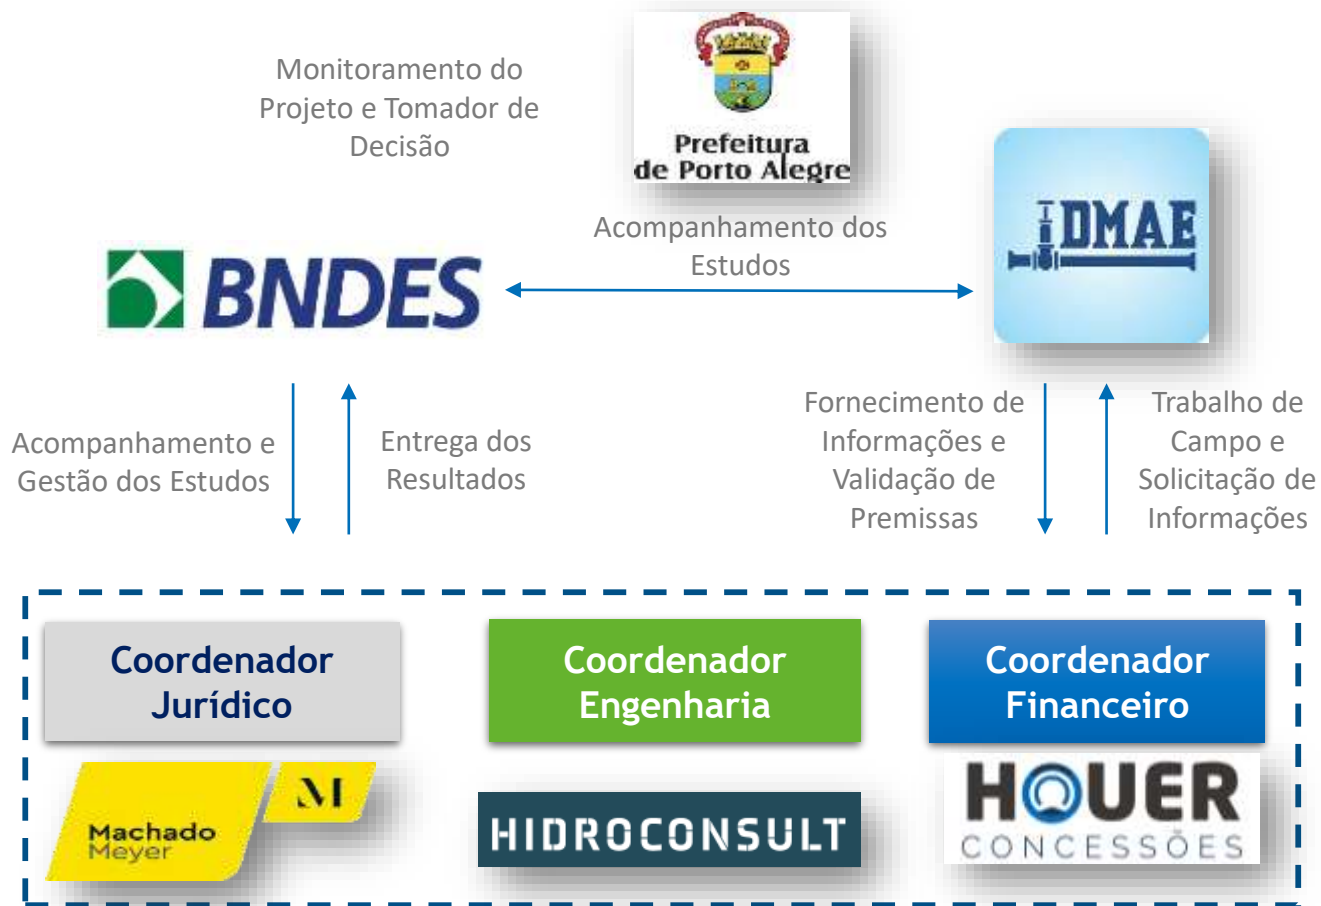 Monitoramento do
Projeto e Tomador de
Decisão
Prefeitura
de Porto Alegre
DMAE
Acompanhamento dos
Estudos
BNDES
Acompanhamento e
Gestão dos Estudos
Entrega dos
Resultados
Fornecimento de
Informações e
Validação de
Premissas
Trabalho de
Campo e
Solicitação de
Informações
Coordenador
Jurídico
Coordenador
Engenharia
Coordenador
Financeiro
M
Machado
Meyer
HIDROCONSULT
HOUER
CONCESSÕES